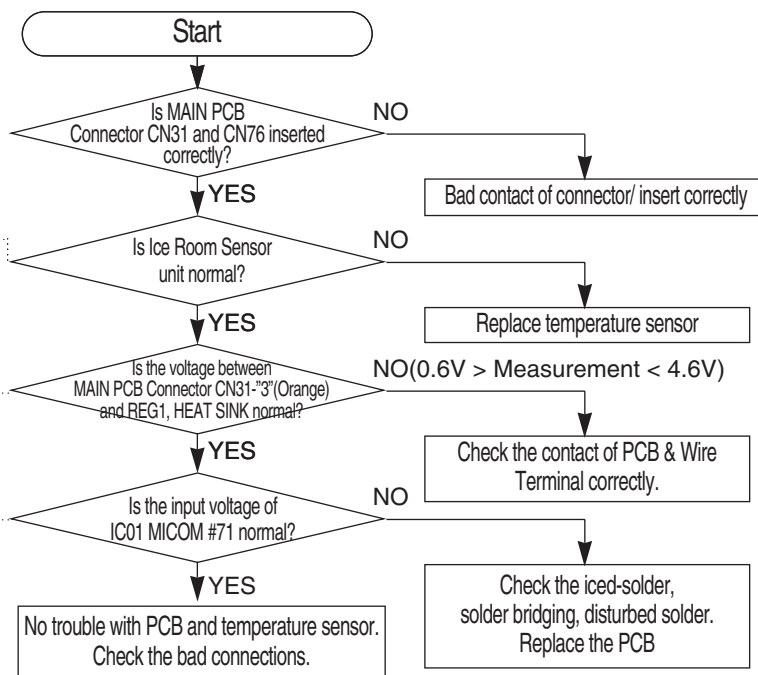 Start
Is MAIN PCB
Connector CN31 and CN76 inserted
correctly?
NO
Bad contact of connector/ insert correctly
YES
Is Ice Room Sensor
unit normal?
NO
Replace temperature sensor
YES
Is the voltage between
MAIN PCB Connector CN31-"3"(Orange)
and REG1, HEAT SINK normal?
NO(0.6V > Measurement < 4.6V)
Check the contact of PCB & Wire
Terminal correctly.
YES
Is the input voltage of
IC01 MICOM #71 normal?
NO
Check the iced-solder,
solder bridging, disturbed solder.
Replace the PCB
YES
No trouble with PCB and temperature sensor.
Check the bad connections.